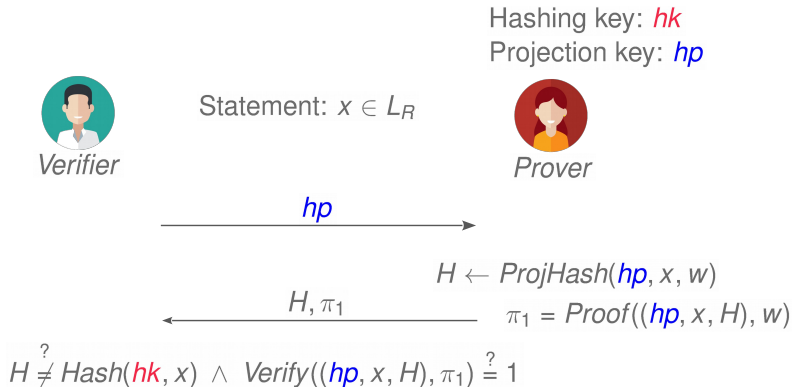 Hashing key: hk
Projection key: hp
Statement: x ∈ L_R
Verifier
Prover
hp
H ← ProjHash(hp, x, w)
H, π₁
π₁ = Proof((hp, x, H), w)
H ≟̸ Hash(hk, x) ∧ Verify((hp, x, H), π₁) ≟ 1